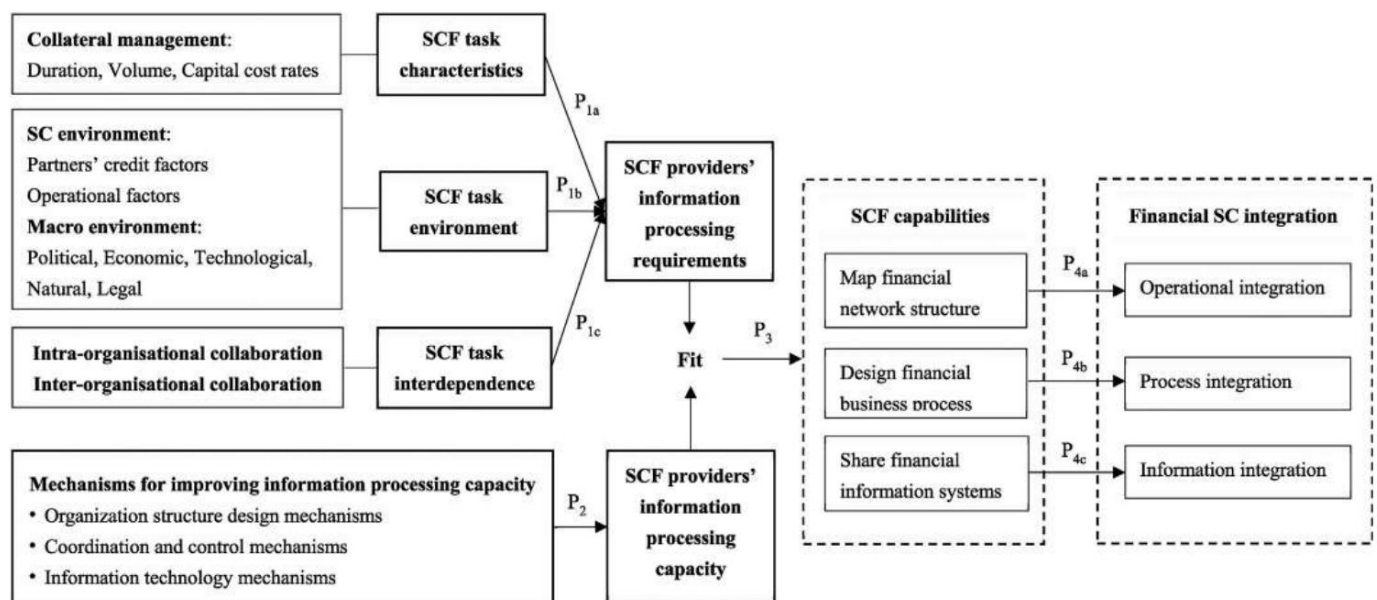 Collateral management:
Duration, Volume, Capital cost rates
SCF task
characteristics
P1a
SC environment:
Partners' credit factors
Operational factors
Macro environment:
Political, Economic, Technological,
Natural, Legal
SCF task
environment
P1b
Intra-organisational collaboration
Inter-organisational collaboration
SCF task
interdependence
P1c
SCF providers'
information
processing
requirements
Fit
P3
Mechanisms for improving information processing capacity
• Organization structure design mechanisms
• Coordination and control mechanisms
• Information technology mechanisms
P2
SCF providers'
information
processing
capacity
SCF capabilities
Map financial
network structure
Design financial
business process
Share financial
information systems
P4a
P4b
P4c
Financial SC integration
Operational integration
Process integration
Information integration